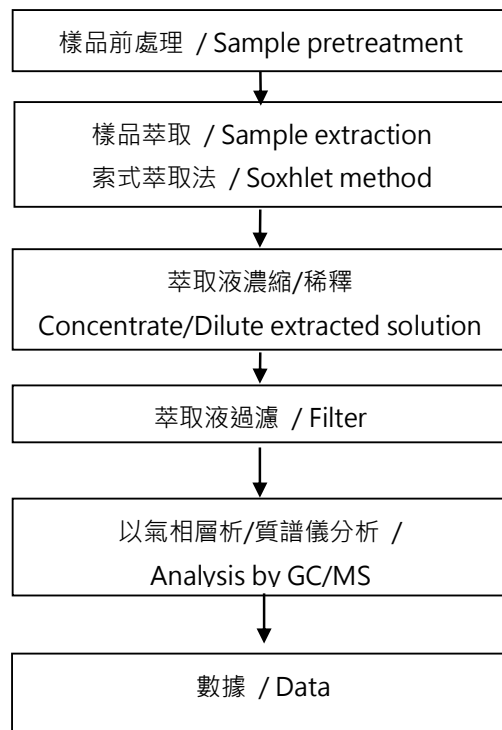 樣品前處理 / Sample pretreatment
樣品萃取 / Sample extraction
索式萃取法 / Soxhlet method
萃取液濃縮/稀釋
Concentrate/Dilute extracted solution
萃取液過濾 / Filter
以氣相層析/質譜儀分析 /
Analysis by GC/MS
數據 / Data